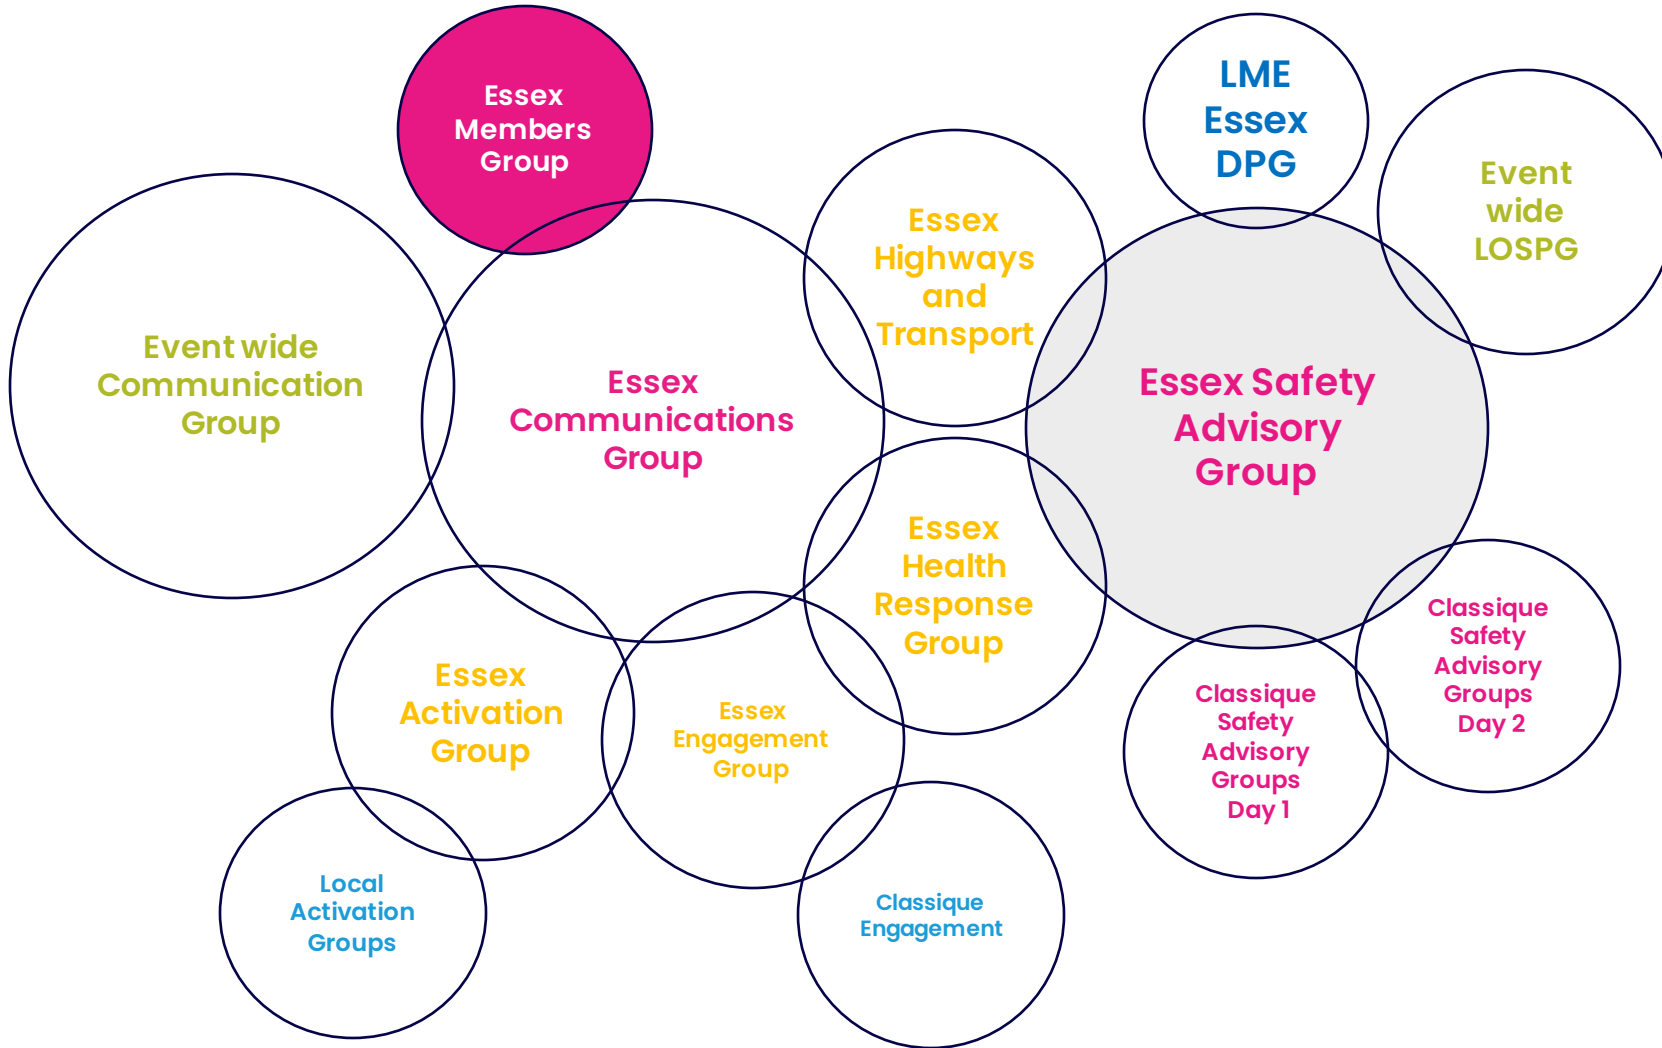 Essex
Members
Group
LME
Essex
DPG
Event
wide
LOSPG
Essex
Highways
and
Transport
Event wide
Communication
Group
Essex
Communications
Group
Essex Safety
Advisory
Group
Essex
Health
Response
Group
Classique
Safety
Advisory
Groups
Day 2
Essex
Activation
Group
Essex
Engagement
Group
Classique
Safety
Advisory
Groups
Day 1
Local
Activation
Groups
Classique
Engagement